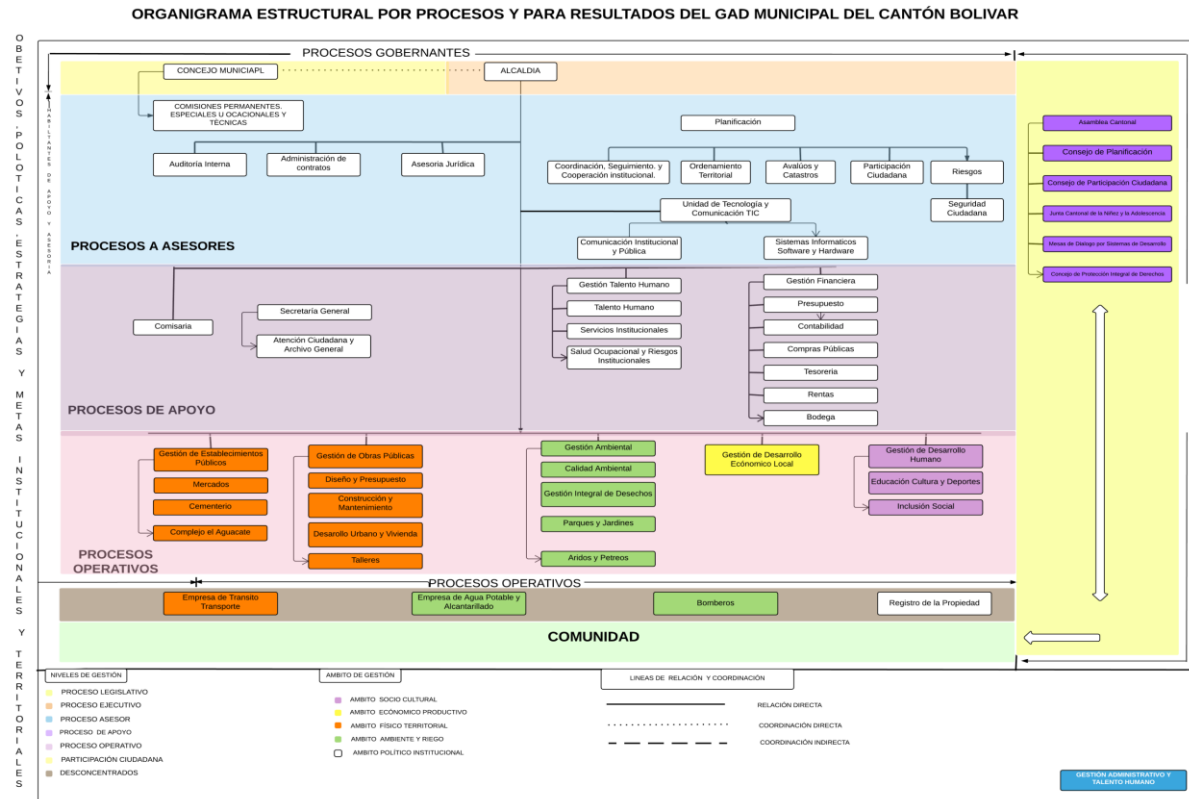 ORGANIGRAMA ESTRUCTURAL POR PROCESOS Y PARA RESULTADOS DEL GAD MUNICIPAL DEL CANTÓN BOLIVAR
OBETIVOS ,POLOTICAS,ESTRATEGIAS Y METAS INSTITUCIONALES Y TERRITORIALES
PROCESOS GOBERNANTES
CONCEJO MUNICIAPL
ALCALDIA
HABILITANTES DE APOYO Y ASESORIA
COMISIONES PERMANENTES.
ESPECIALES U OCACIONALES Y
TÉCNICAS
Planificación
Auditoría Interna
Administración de
contratos
Asesoria Jurídica
Coordinación, Seguimiento. y
Cooperación institucional.
Ordenamiento
Territorial
Avalúos y
Catastros
Participación
Ciudadana
Riesgos
Unidad de Tecnología y
Comunicación TIC
Seguridad
Ciudadana
PROCESOS A ASESORES
Comunicación Institucional
y Pública
Sistemas Informaticos
Software y Hardware
Asamblea Cantonal
Consejo de Planificación
Consejo de Participación Ciudadana
Junta Cantonal de la Niñez y la Adolescencia
Mesas de Dialogo por Sistemas de Desarrollo
Concejo de Protección Integral de Derechos
Comisaria
Secretaría General
Atención Ciudadana y
Archivo General
Gestión Talento Humano
Talento Humano
Servicios Institucionales
Salud Ocupacional y Riesgos
Institucionales
Gestión Financiera
Presupuesto
Contabilidad
Compras Públicas
Tesoreria
Rentas
Bodega
PROCESOS DE APOYO
Gestión de Establecimientos
Públicos
Mercados
Cementerio
Complejo el Aguacate
Gestión de Obras Públicas
Diseño y Presupuesto
Construcción y
Mantenimiento
Desarollo Urbano y Vivienda
Talleres
Gestión Ambiental
Calidad Ambiental
Gestión Integral de Desechos
Parques y Jardines
Aridos y Petreos
Gestión de Desarrollo
Ecónomico Local
Gestión de Desarrollo
Humano
Educación Cultura y Deportes
Inclusión Social
PROCESOS
OPERATIVOS
PROCESOS OPERATIVOS
Empresa de Transito
Transporte
Empresa de Agua Potable y
Alcantarillado
Bomberos
Registro de la Propiedad
COMUNIDAD
NIVELES DE GESTIÓN
PROCESO LEGISLATIVO
PROCESO EJECUTIVO
PROCESO ASESOR
PROCESO DE APOYO
PROCESO OPERATIVO
PARTICIPACIÓN CIUDADANA
DESCONCENTRADOS
ÁMBITO DE GESTIÓN
AMBITO SOCIO CULTURAL
AMBITO ECÓNOMICO PRODUCTIVO
AMBITO FÍSICO TERRITORIAL
AMBITO AMBIENTE Y RIEGO
AMBITO POLÍTICO INSTITUCIONAL
LINEAS DE RELACIÓN Y COORDINACIÓN
RELACIÓN DIRECTA
COORDINACIÓN DIRECTA
COORDINACIÓN INDIRECTA
GESTIÓN ADMINISTRATIVO Y
TALENTO HUMANO